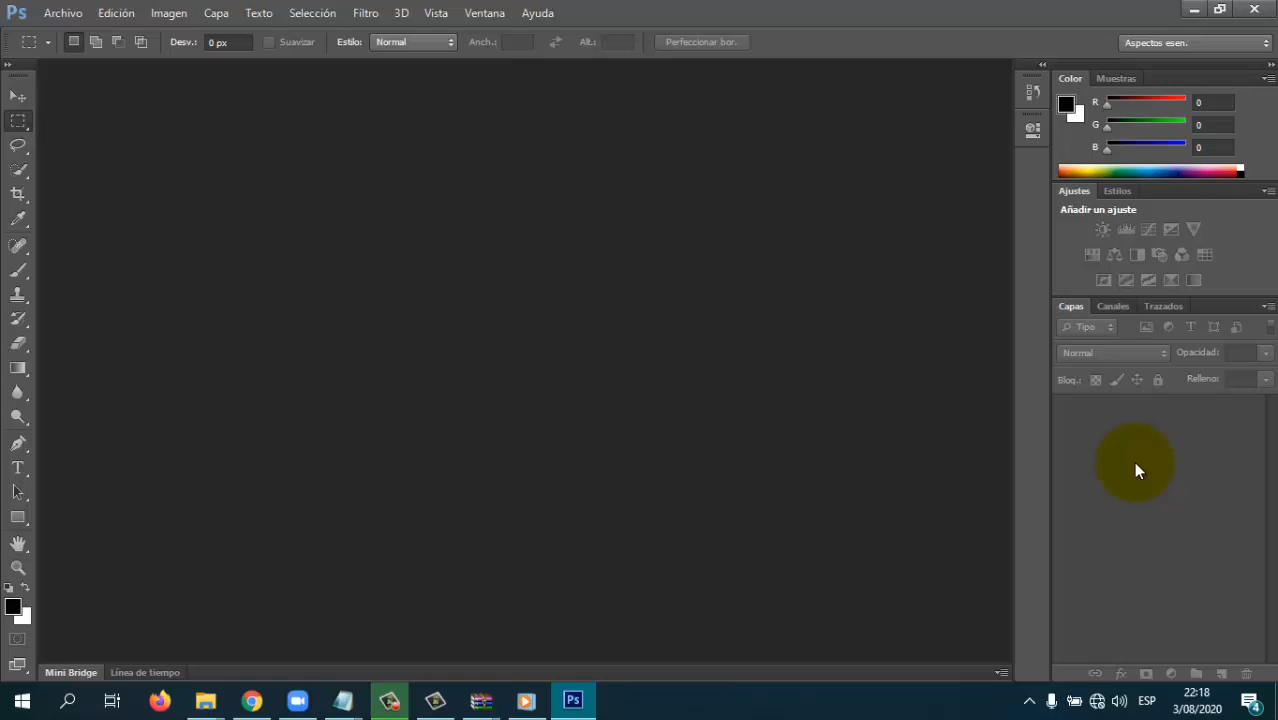 Ps Archivo Edición Imagen Capa Texto Selección Filtro 3D Vista Ventana Ayuda
Desv.: 0 px Suavizar Estilo: Normal Anch.: Alt.: Perfeccionar bor. Aspectos esen.
Color Muestras
R 0
G 0
B 0
Ajustes Estilos
Añadir un ajuste
Capas Canales Trazados
Tipo
Normal Opacidad:
Bloq.: Relleno:
T
Mini Bridge Línea de tiempo
Ps ESP 22:18
3/08/2020
4